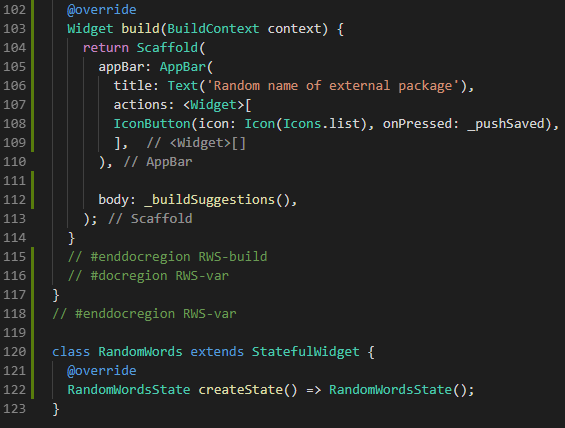 102 @override
103 Widget build(BuildContext context) {
104 return Scaffold(
105 appBar: AppBar(
106 title: Text('Random name of external package'),
107 actions: <Widget>[
108 IconButton(icon: Icon(Icons.list), onPressed: _pushSaved),
109 ], // <Widget>[]
110 ), // AppBar
111
112 body: _buildSuggestions(),
113 ); // Scaffold
114 }
115 // #enddocregion RWS-build
116 // #docregion RWS-var
117 }
118 // #enddocregion RWS-var
119
120 class RandomWords extends StatefulWidget {
121 @override
122 RandomWordsState createState() => RandomWordsState();
123 }